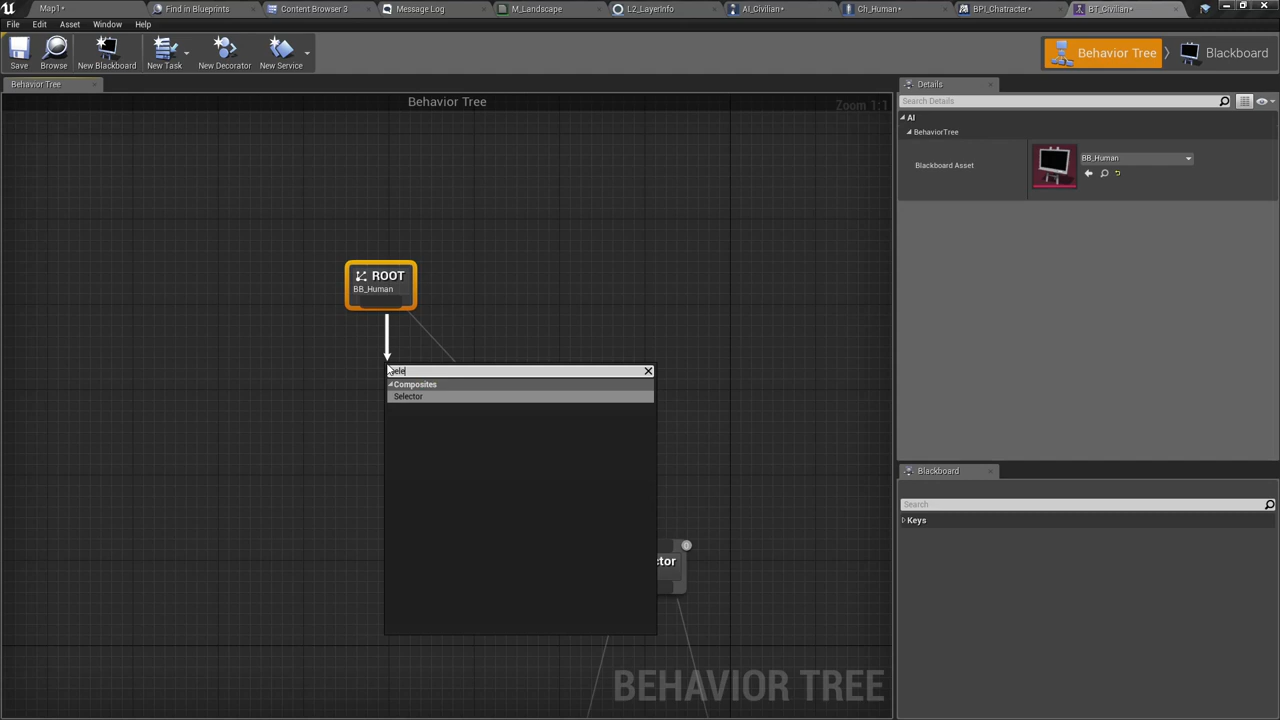 Map1*
Find in Blueprints
Content Browser 3
Message Log
M_Landscape
L2_LayerInfo
AI_Civilian*
Ch_Human*
BPI_Chatracter*
BT_Civilian*
File Edit Asset Window Help
Save
Browse
New Blackboard
New Task
New Decorator
New Service
Behavior Tree
Blackboard
Behavior Tree
Behavior Tree
Zoom 1:1
Details
Search Details
AI
BehaviorTree
Blackboard Asset
BB_Human
ROOT
BB_Human
ele
Composites
Selector
ctor
Blackboard
Search
Keys
BEHAVIOR TREE